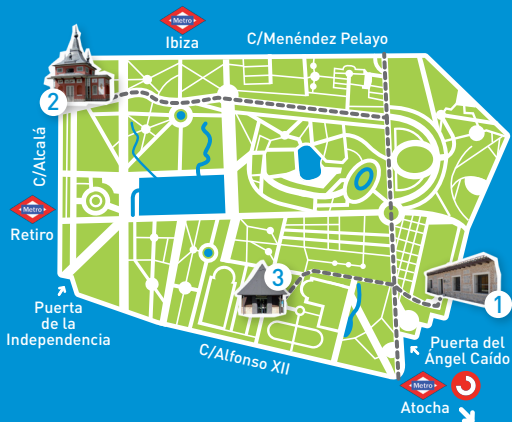 Metro
Ibiza
C/Menéndez Pelayo
2
C/Alcalá
Metro
Retiro
3
1
Puerta
de la
Independencia
C/Alfonso XII
Puerta del
Ángel Caído
Metro
Atocha